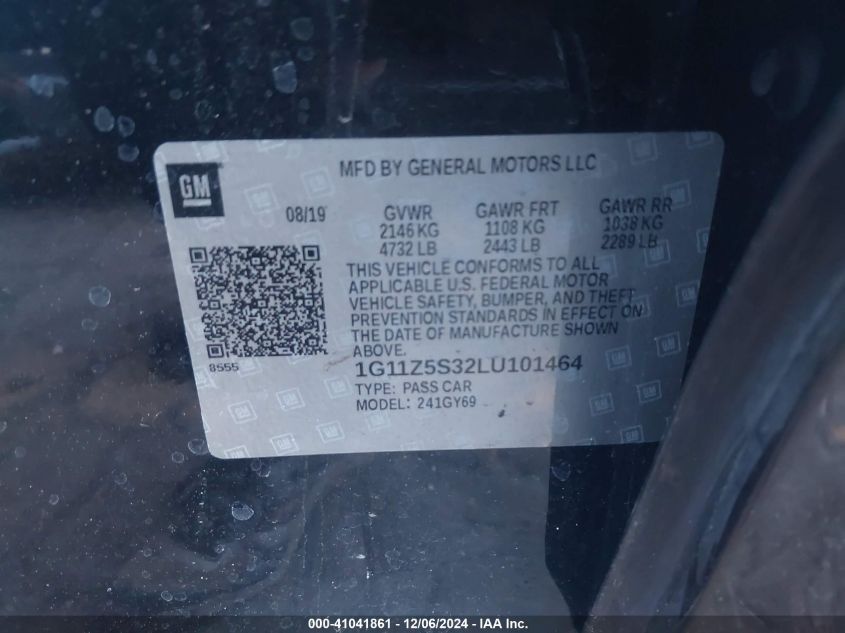 GM
MFD BY GENERAL MOTORS LLC
08/19 GVWR GAWR FRT GAWR RR
2146 KG 1108 KG 1038 KG
4732 LB 2443 LB 2289 LB
THIS VEHICLE CONFORMS TO ALL
APPLICABLE U.S. FEDERAL MOTOR
VEHICLE SAFETY, BUMPER, AND THEFT
PREVENTION STANDARDS IN EFFECT ON
THE DATE OF MANUFACTURE SHOWN
ABOVE.
8555
1G11Z5S32LU101464
TYPE: PASS CAR
MODEL: 241GY69
000-41041861 - 12/06/2024 - IAA Inc.